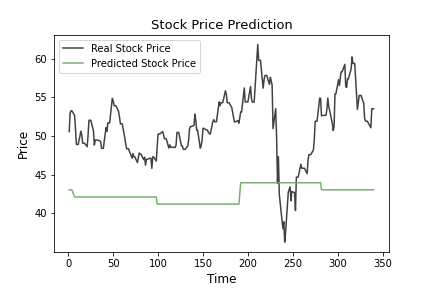 Stock Price Prediction
Real Stock Price
Predicted Stock Price
Price
60
55
50
45
40
0 50 100 150 200 250 300 350
Time